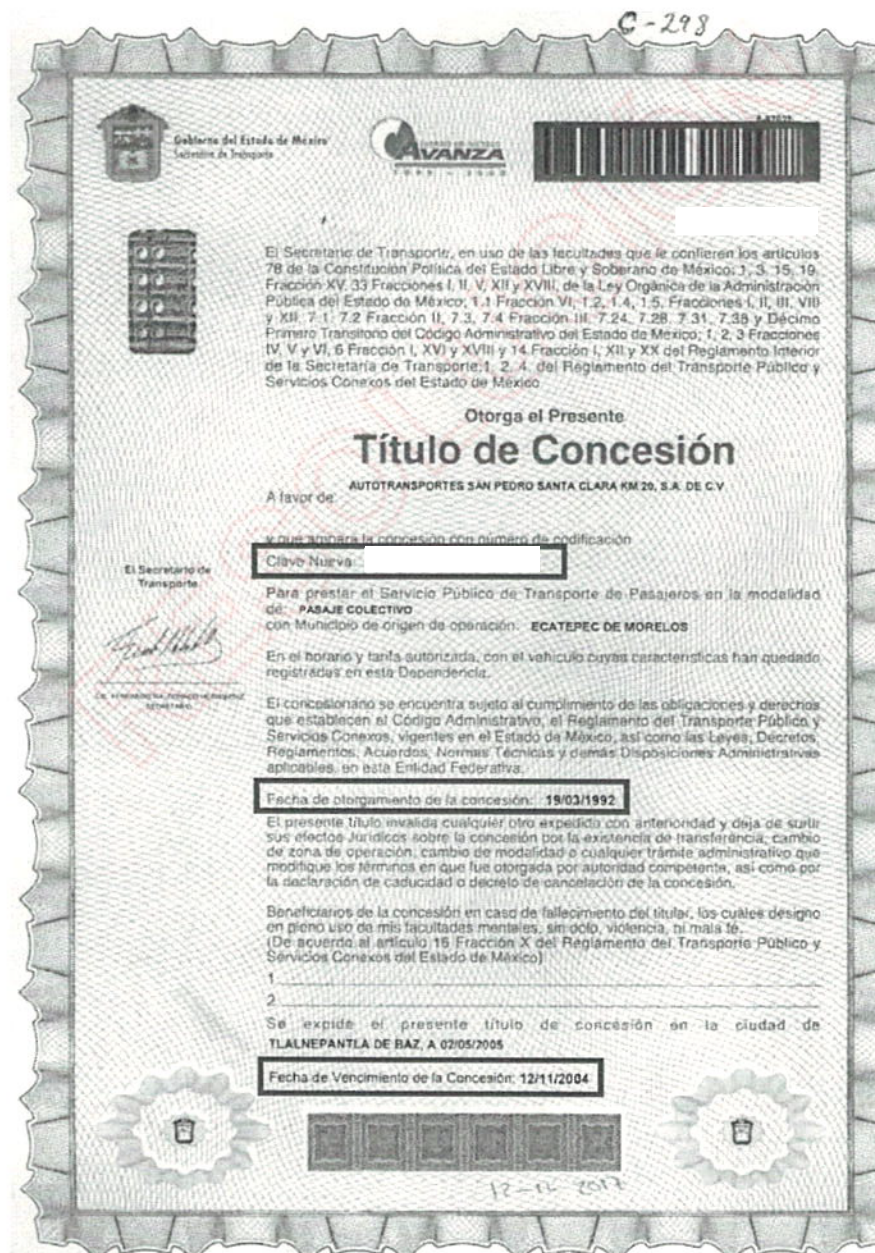 C-298
Gobierno del Estado de México
Secretaría de Transporte
GOBIERNO QUE CUMPLE
AVANZA
1999 - 2005
El Secretario de Transporte, en uso de las facultades que le confieren los artículos
78 de la Constitución Política del Estado Libre y Soberano de México; 1, 3, 15, 19,
Fracción XV, 33 Fracciones I, II, V, XII y XVIII, de la Ley Orgánica de la Administración
Pública del Estado de México; 1.1 Fracción VI, 1.2, 1.4, 1.5, Fracciones I, II, III, VIII
y XII, 7.1, 7.2 Fracción II, 7.3, 7.4 Fracción III, 7.24, 7.28, 7.31, 7.38 y Décimo
Primero Transitorio del Código Administrativo del Estado de México; 1, 2, 3 Fracciones
IV, V y VI, 6 Fracción I, XVI y XVIII y 14 Fracción I, XII y XX del Reglamento Interior
de la Secretaría de Transporte; 1, 2, 4, del Reglamento del Transporte Público y
Servicios Conexos del Estado de México
Otorga el Presente
Título de Concesión
AUTOTRANSPORTES SAN PEDRO SANTA CLARA KM 20, S.A. DE C.V.
A favor de:
y que ampara la concesión con número de codificación
Clave Nueva:
El Secretario de
Transporte
Para prestar el Servicio Público de Transporte de Pasajeros en la modalidad
de: PASAJE COLECTIVO
con Municipio de origen de operación: ECATEPEC DE MORELOS
En el horario y tarifa autorizada, con el vehículo cuyas características han quedado
registradas en esta Dependencia.
SECRETARIO
El concesionario se encuentra sujeto al cumplimiento de las obligaciones y derechos
que establecen el Código Administrativo, el Reglamento del Transporte Público y
Servicios Conexos, vigentes en el Estado de México, así como las Leyes, Decretos,
Reglamentos, Acuerdos, Normas Técnicas y demás Disposiciones Administrativas
aplicables, en esta Entidad Federativa.
Fecha de otorgamiento de la concesión: 19/03/1992
El presente título invalida cualquier otro expedido con anterioridad y deja de surtir
sus efectos Jurídicos sobre la concesión por la existencia de transferencia, cambio
de zona de operación, cambio de modalidad o cualquier trámite administrativo que
modifique los términos en que fue otorgada por autoridad competente, así como por
la declaración de caducidad o decreto de cancelación de la concesión.
Beneficiarios de la concesión en caso de fallecimiento del titular, los cuales designo
en pleno uso de mis facultades mentales, sin dolo, violencia, ni mala fe.
(De acuerdo al artículo 16 Fracción X del Reglamento del Transporte Público y
Servicios Conexos del Estado de México)
1
2
Se expide el presente título de concesión en la ciudad de
TLALNEPANTLA DE BAZ, A 02/05/2005
Fecha de Vencimiento de la Concesión: 12/11/2004